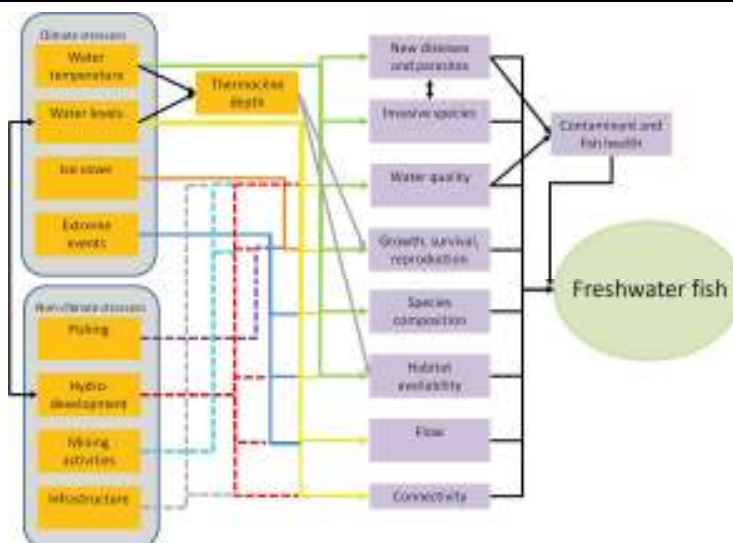 Climate stressors
Water
temperature
Water levels
Ice cover
Extreme
events
Thermocline
depth
Non-climate stressors
Fishing
Hydro
development
Mining
activities
Infrastructure
New diseases
and parasites
Invasive species
Water quality
Growth, survival,
reproduction
Species
composition
Habitat
availability
Flow
Connectivity
Contaminant and
fish health
Freshwater fish